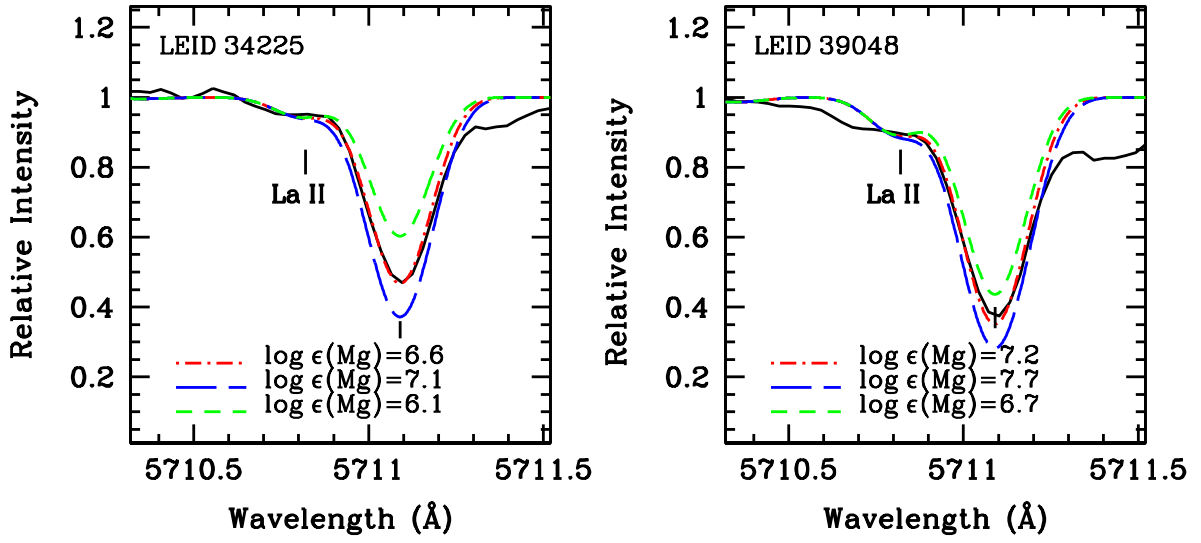 LEID 34225
1.2
1
0.8
0.6
0.4
0.2
Relative Intensity
La II
log ϵ(Mg)=6.6
log ϵ(Mg)=7.1
log ϵ(Mg)=6.1
5710.5 5711 5711.5
Wavelength (Å)
LEID 39048
1.2
1
0.8
0.6
0.4
0.2
Relative Intensity
La II
log ϵ(Mg)=7.2
log ϵ(Mg)=7.7
log ϵ(Mg)=6.7
5710.5 5711 5711.5
Wavelength (Å)